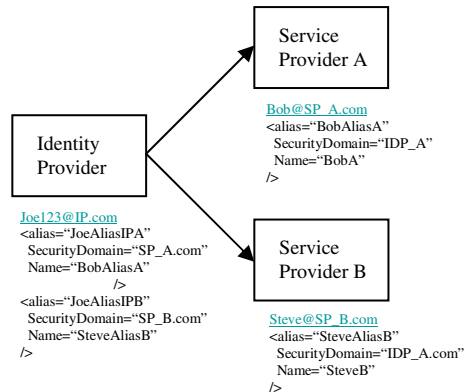 Service
Provider A
Bob@SP_A.com
<alias=“BobAliasA”
SecurityDomain=“IDP_A”
Name=“BobA”
/>
Identity
Provider
Joe123@IP.com
<alias=“JoeAliasIPA”
SecurityDomain=“SP_A.com”
Name=“BobAliasA”
/>
<alias=“JoeAliasIPB”
SecurityDomain=“SP_B.com”
Name=“SteveAliasB”
/>
Service
Provider B
Steve@SP_B.com
<alias=“SteveAliasB”
SecurityDomain=“IDP_A.com”
Name=“SteveB”
/>